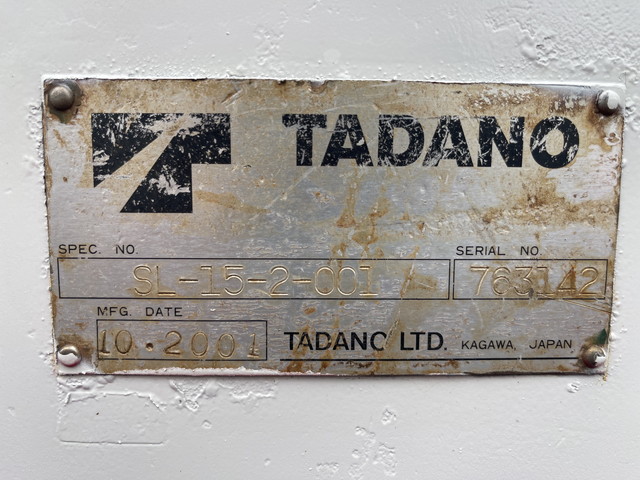 TADANO
SPEC. NO. SERIAL NO.
SL-15-2-001 763142
MFG. DATE
10.2001 TADANO LTD. KAGAWA, JAPAN